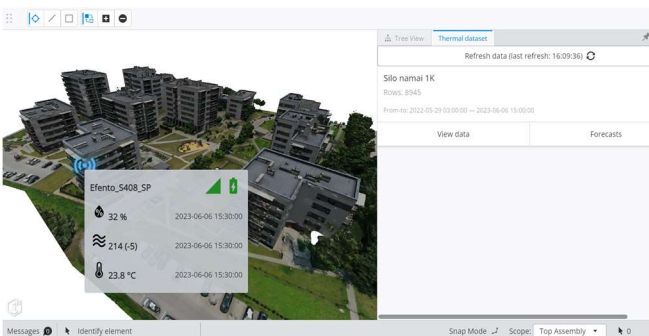 Tree View
Thermal dataset
Refresh data (last refresh: 16:09:36)
Silo namai 1K
Rows: 8945
From-to: 2022-05-29 03:00:00 — 2023-06-06 15:00:00
View data
Forecasts
Efento_S408_SP
32 %
2023-06-06 15:30:00
214 (-5)
2023-06-06 15:30:00
23.8 °C
2023-06-06 15:30:00
Messages
Identify element
Snap Mode
Scope:
Top Assembly
0